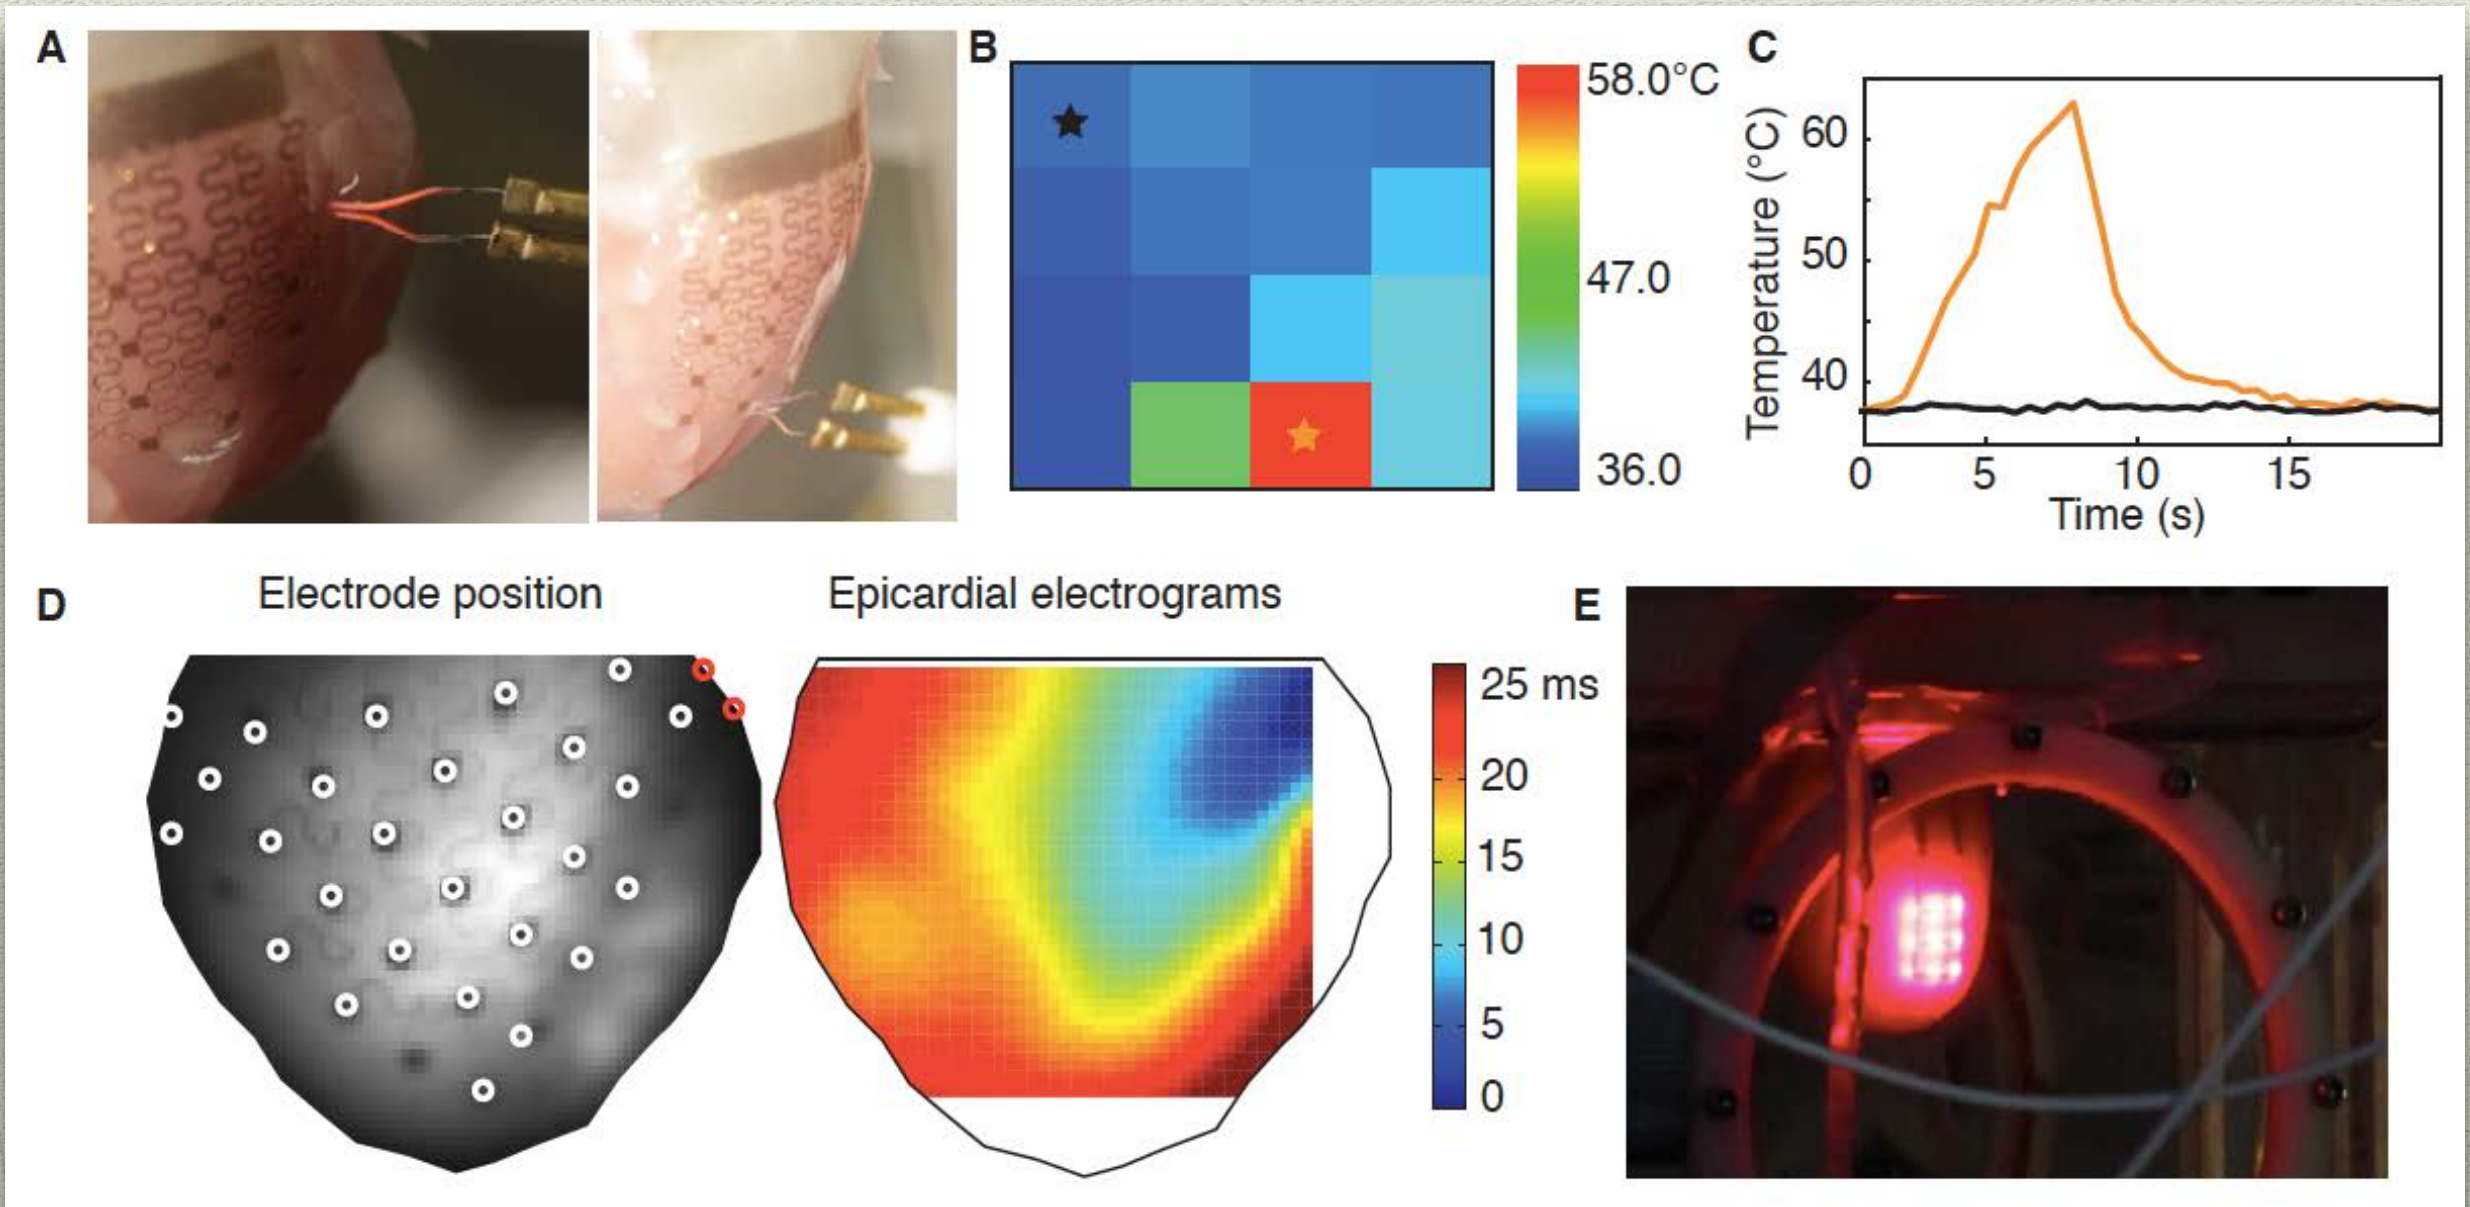 A
B
58.0°C
47.0
36.0
C
Temperature (°C)
60
50
40
0
5
10
15
Time (s)
D
Electrode position
Epicardial electrograms
25 ms
20
15
10
5
0
E